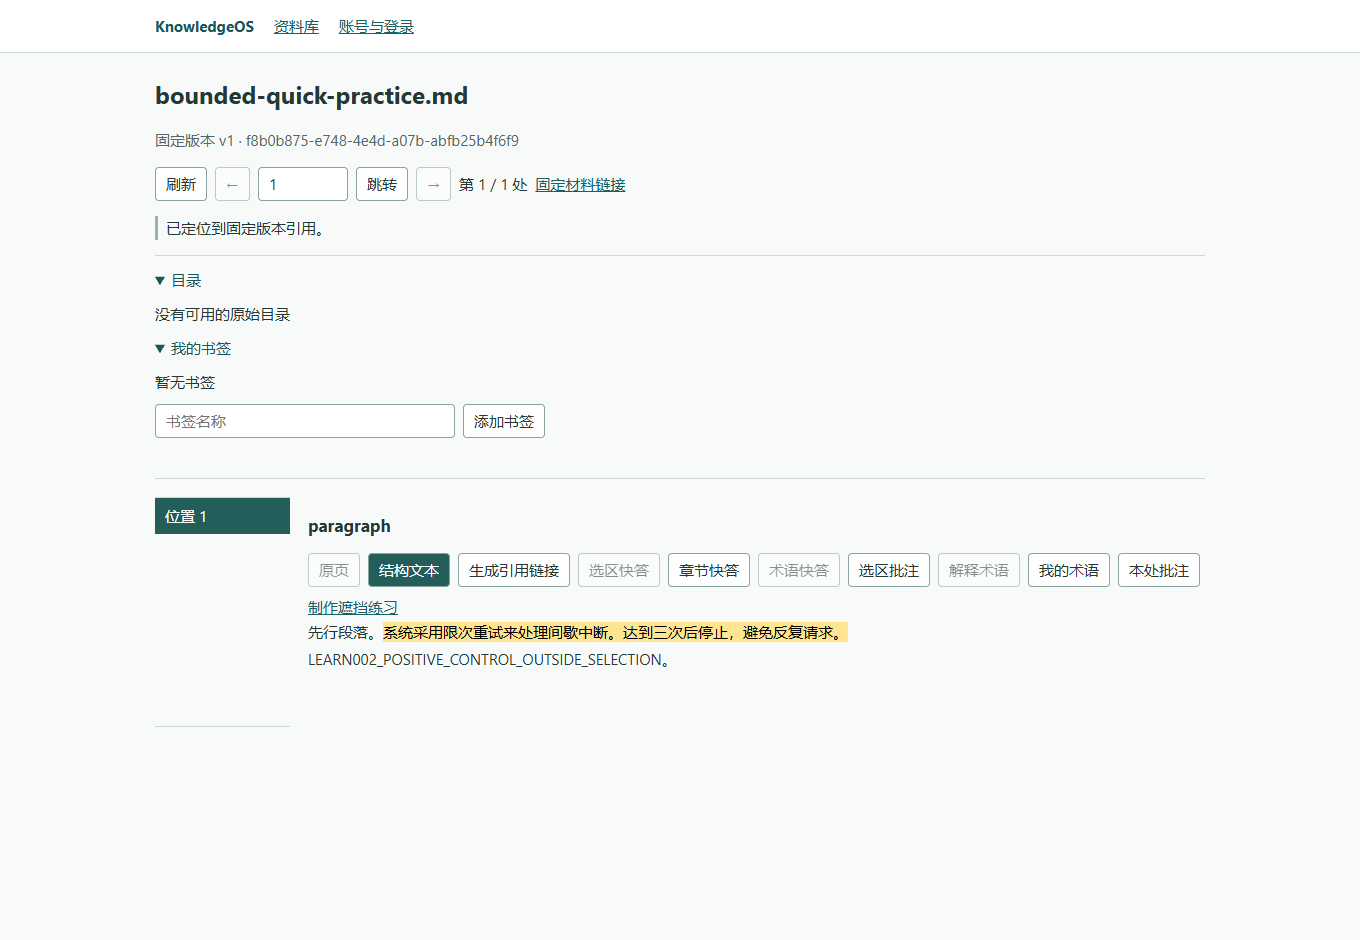 KnowledgeOS 资料库 账号与登录
bounded-quick-practice.md
固定版本 v1 · f8b0b875-e748-4e4d-a07b-abfb25b4f6f9
刷新 ← 1 跳转 → 第 1 / 1 处 固定材料链接
已定位到固定版本引用。
▼ 目录
没有可用的原始目录
▼ 我的书签
暂无书签
书签名称 添加书签
位置 1
paragraph
原页 结构文本 生成引用链接 选区快答 章节快答 术语快答 选区批注 解释术语 我的术语 本处批注
制作遮挡练习
先行段落。系统采用限次重试来处理间歇中断。达到三次后停止，避免反复请求。
LEARN002_POSITIVE_CONTROL_OUTSIDE_SELECTION。